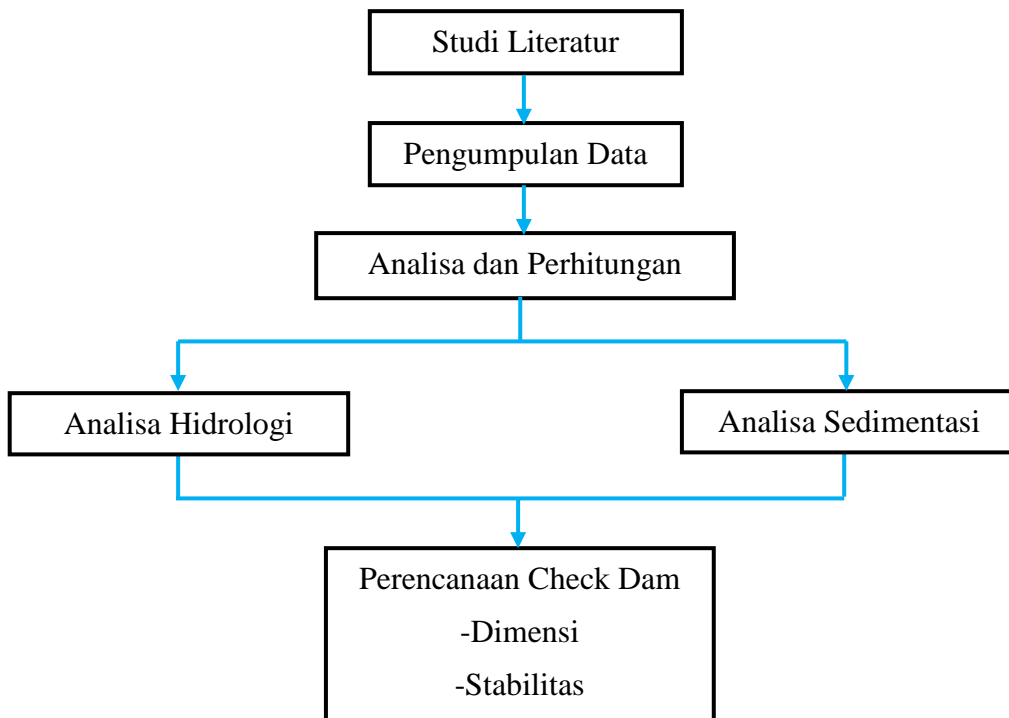 Studi Literatur
Pengumpulan Data
Analisa dan Perhitungan
Analisa Hidrologi
Analisa Sedimentasi
Perencanaan Check Dam
-Dimensi
-Stabilitas